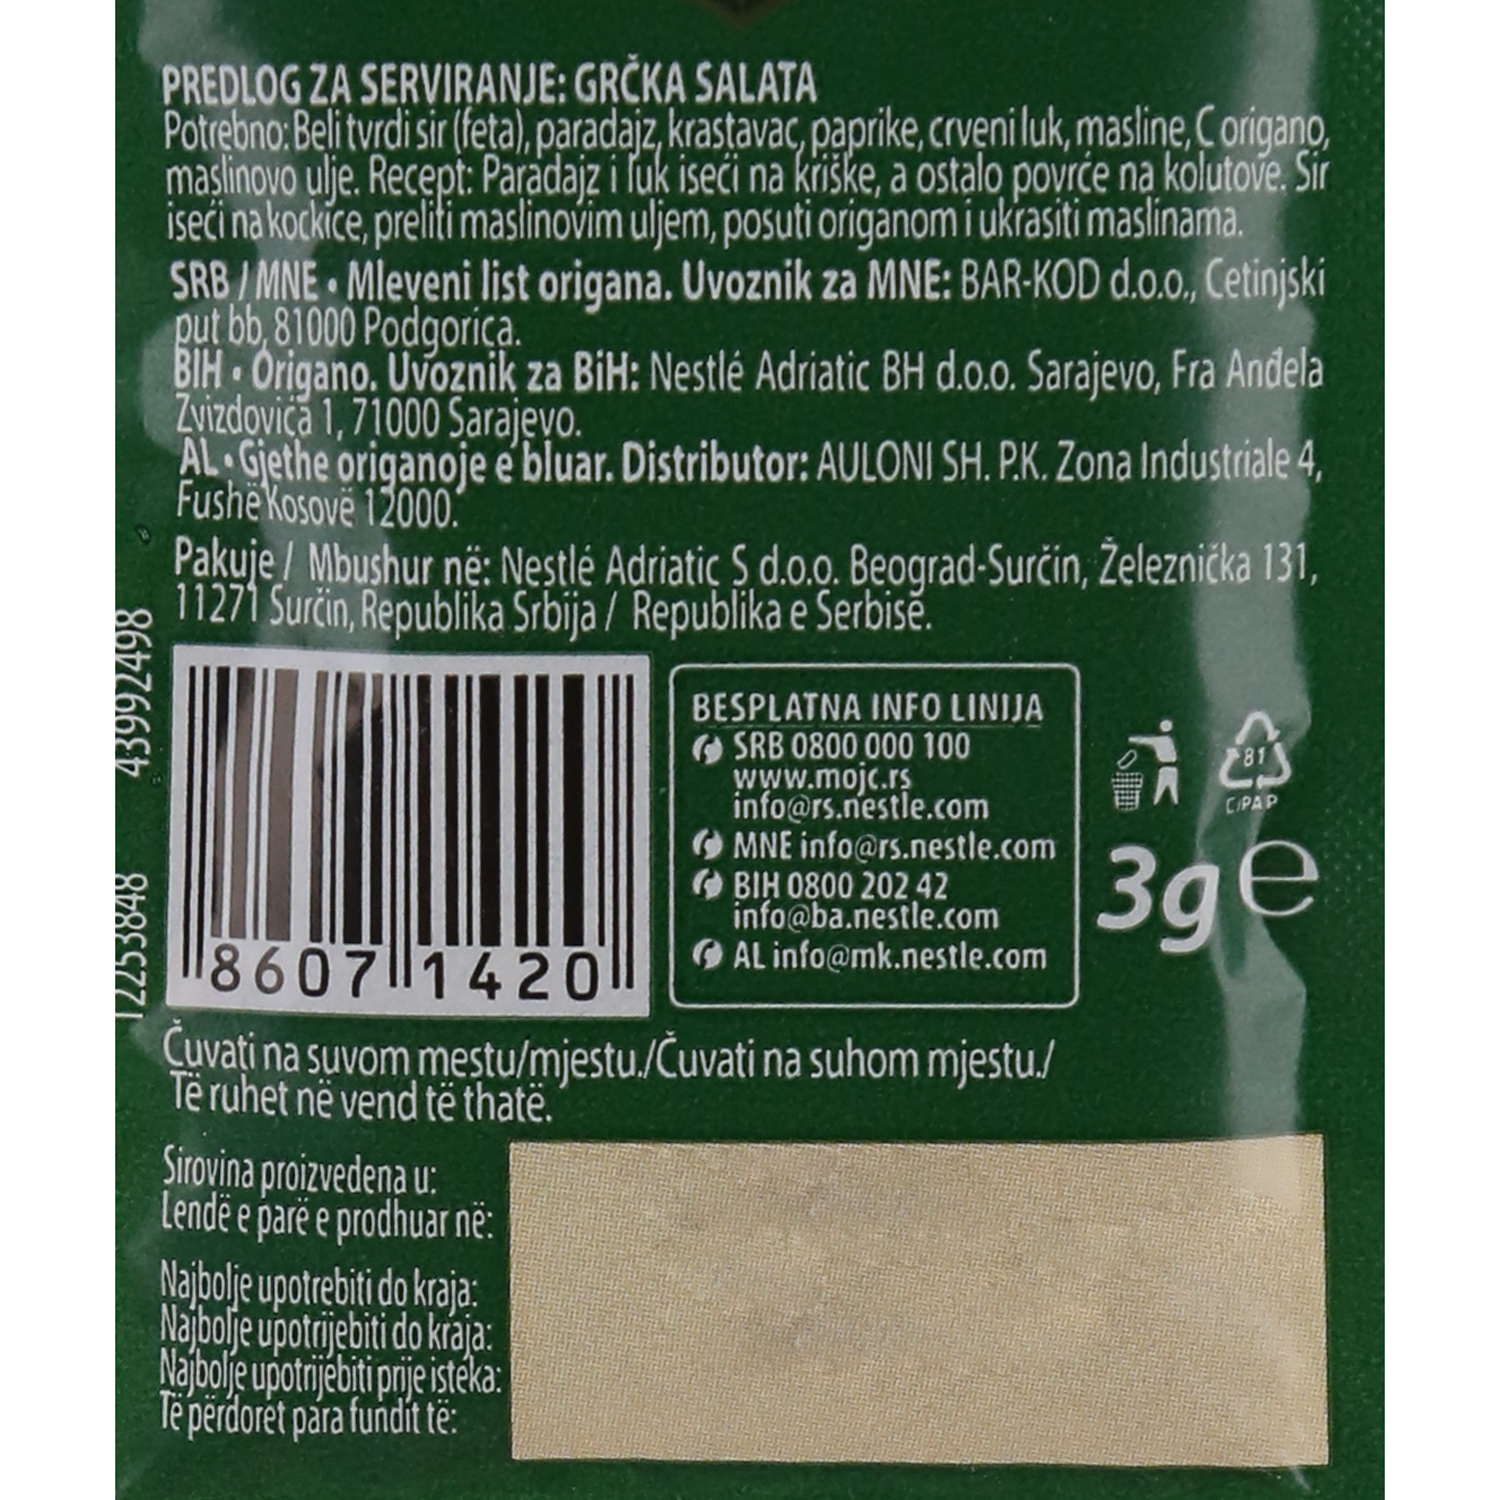 PREDLOG ZA SERVIRANJE: GRČKA SALATA
Potrebno: Beli tvrdi sir (feta), paradajz, krastavac, paprike, crveni luk, masline, C origano,
maslinovo ulje. Recept: Paradajz i luk iseći na kriške, a ostalo povrće na kolutove. Sir
iseći na kockice, preliti maslinovim uljem, posuti origanom i ukrasiti maslinama.
SRB / MNE • Mleveni list origana. Uvoznik za MNE: BAR-KOD d.o.o., Cetinjski
put bb, 81000 Podgorica.
BIH • Origano. Uvoznik za BiH: Nestlé Adriatic BH d.o.o. Sarajevo, Fra Anđela
Zvizdovića 1, 71000 Sarajevo.
AL • Gjethe origanoje e bluar. Distributor: AULONI SH. P.K. Zona Industriale 4,
Fushë Kosovë 12000.
Pakuje / Mbushur në: Nestlé Adriatic S d.o.o. Beograd-Surčin, Železnička 131,
11271 Surčin, Republika Srbija / Republika e Serbisë.
12253848 43992498
8607 1420
BESPLATNA INFO LINIJA
SRB 0800 000 100
www.mojc.rs
info@rs.nestle.com
MNE info@rs.nestle.com
BIH 0800 202 42
info@ba.nestle.com
AL info@mk.nestle.com
81
C/PAP
3g e
Čuvati na suvom mestu/mjestu./Čuvati na suhom mjestu./
Të ruhet në vend të thatë.
Sirovina proizvedena u:
Lendë e parë e prodhuar në:
Najbolje upotrebiti do kraja:
Najbolje upotrijebiti do kraja:
Najbolje upotrijebiti prije isteka:
Të përdoret para fundit të: